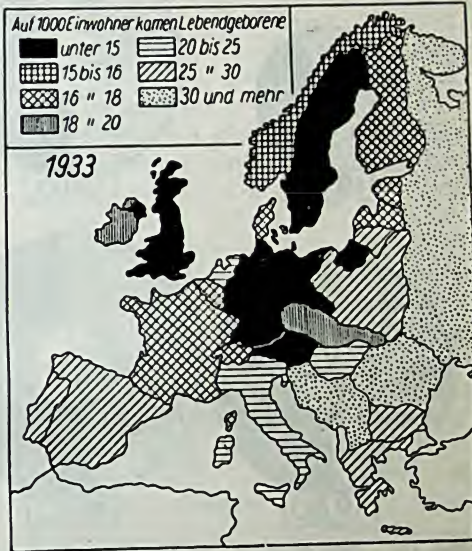 Auf 1000 Einwohner kamen Lebendgeborene
unter 15
15 bis 16
16 " 18
18 " 20
20 bis 25
25 " 30
30 und mehr
1933